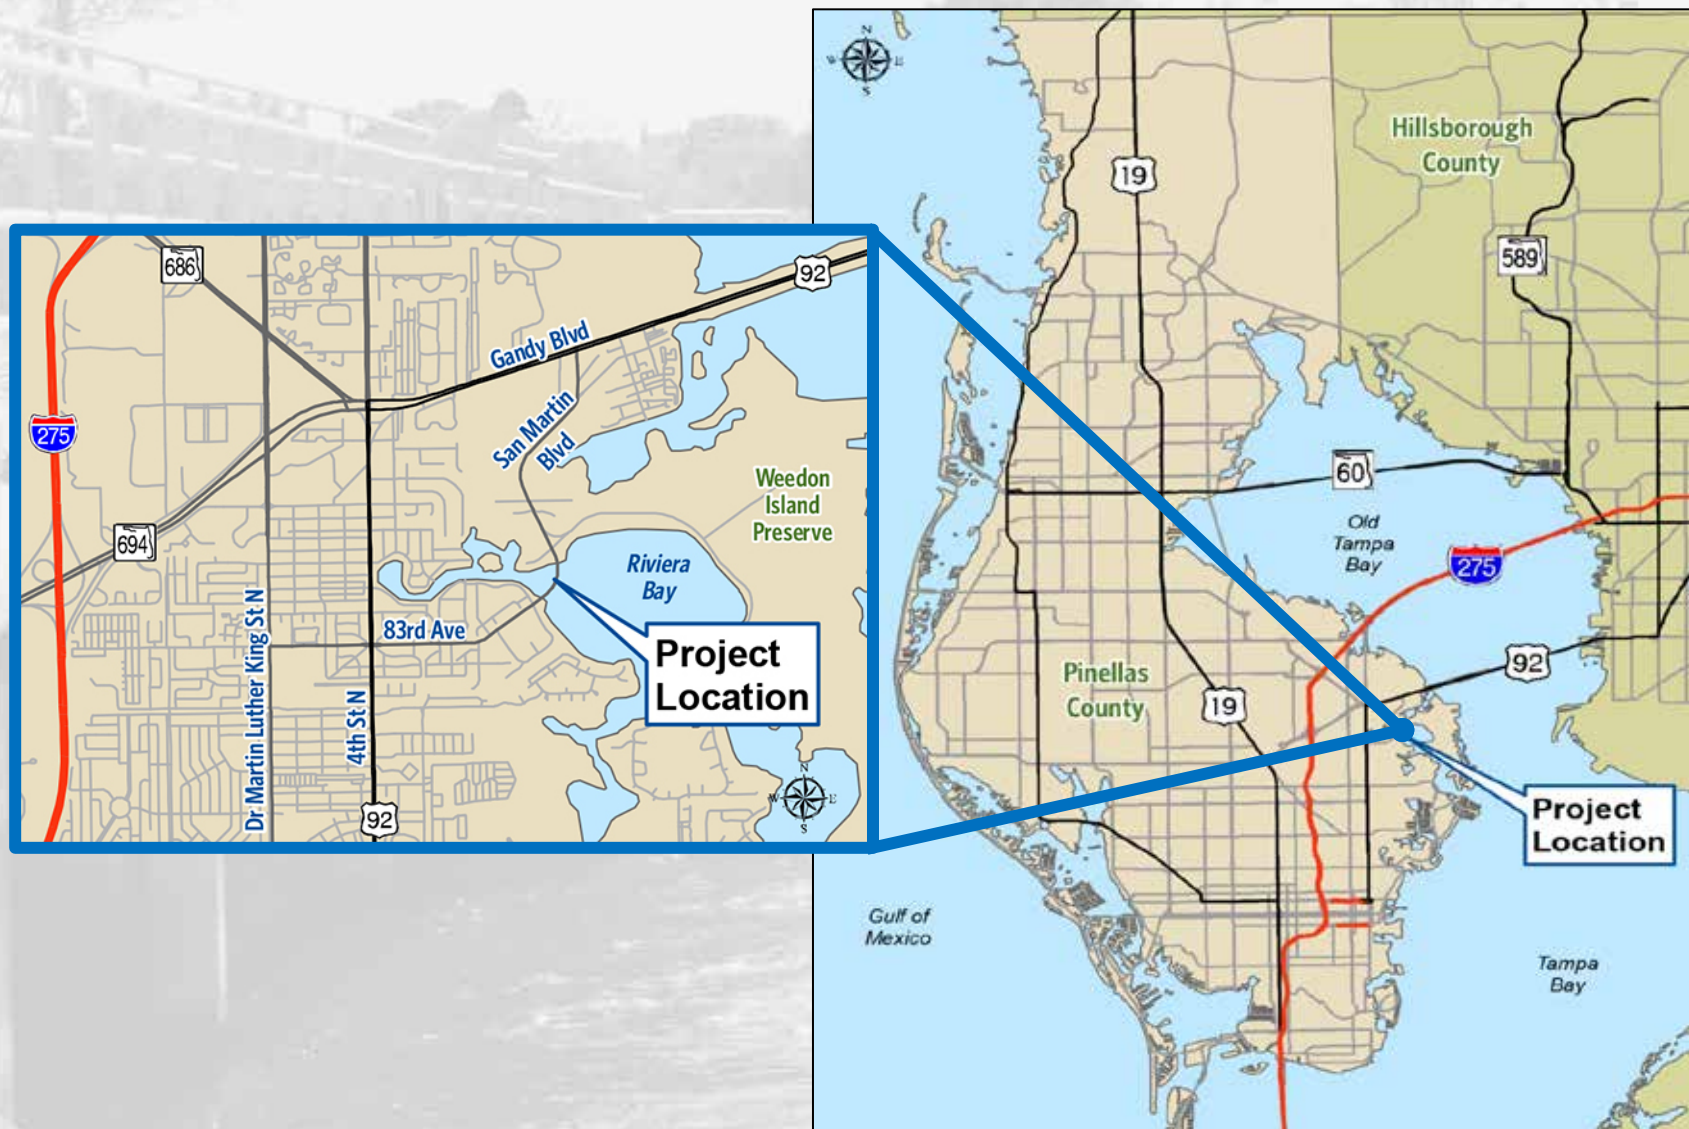 N
W E
S
Hillsborough
County
19
589
686
92
Gandy Blvd
San Martin
Blvd
275
694
Weedon
Island
Preserve
Riviera
Bay
83rd Ave
Project
Location
Dr Martin Luther King St N
4th St N
92
N
W E
S
60
Old
Tampa
Bay
275
92
Pinellas
County
19
Project
Location
Gulf of
Mexico
Tampa
Bay